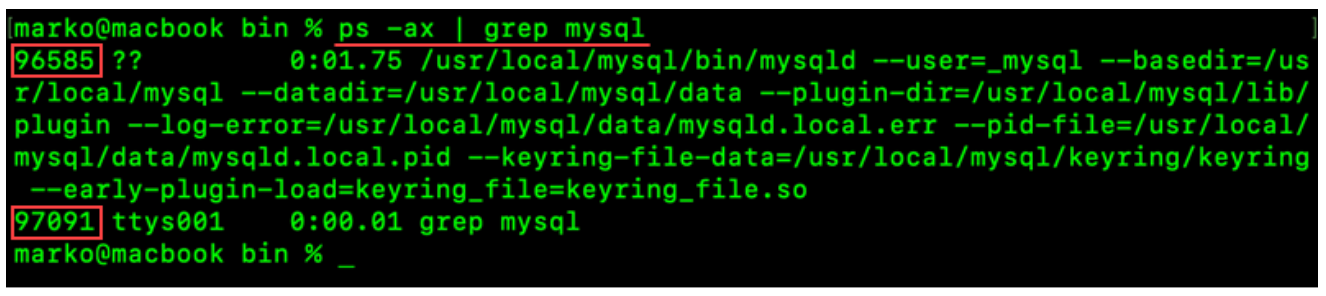 [marko@macbook bin % ps -ax | grep mysql ]
96585 ??         0:01.75 /usr/local/mysql/bin/mysqld --user=_mysql --basedir=/us
r/local/mysql --datadir=/usr/local/mysql/data --plugin-dir=/usr/local/mysql/lib/
plugin --log-error=/usr/local/mysql/data/mysqld.local.err --pid-file=/usr/local/
mysql/data/mysqld.local.pid --keyring-file-data=/usr/local/mysql/keyring/keyring
 --early-plugin-load=keyring_file=keyring_file.so
97091 ttys001    0:00.01 grep mysql
marko@macbook bin % _